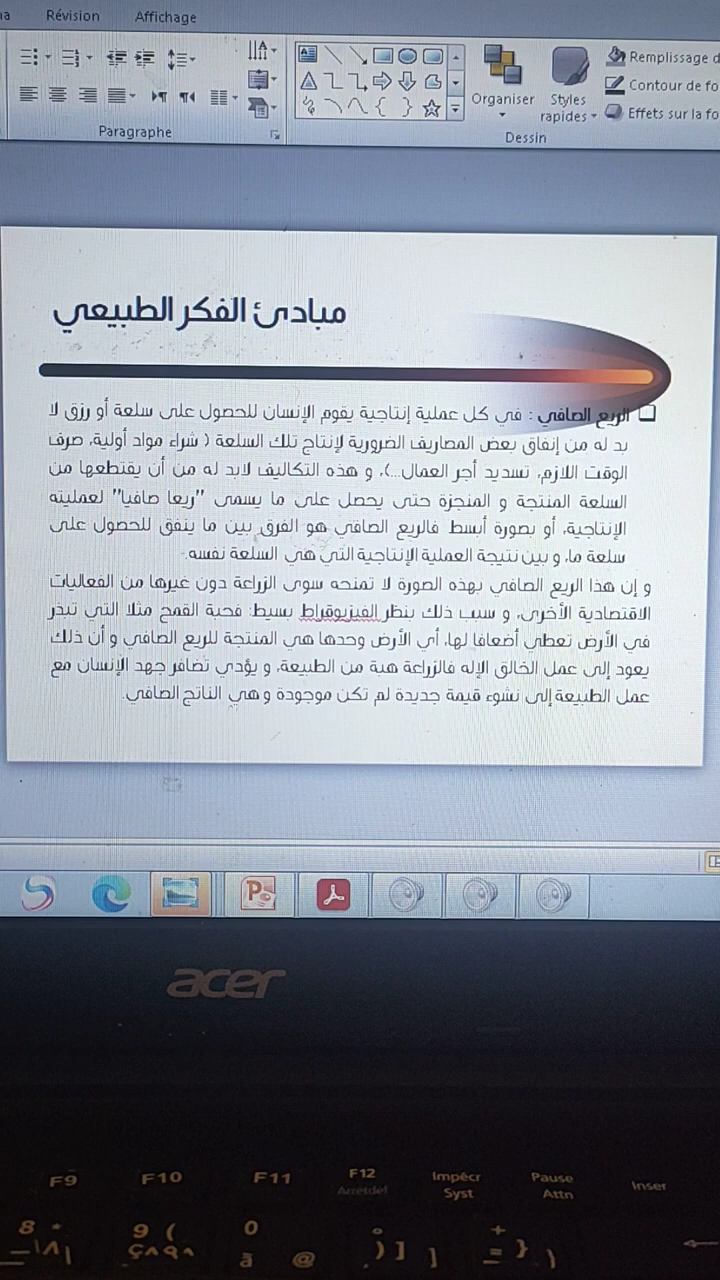 Révision
Affichage
Paragraphe
Organiser
Styles rapides
Remplissage d
Contour de fo
Effets sur la fo
Dessin
مبادئ الفكر الطبيعي
الريع الصافي : في كل عملية إنتاجية يقوم الإنسان للحصول على سلعة أو رزق لا
بد له من إنفاق بعض المصاريف الضرورية لإنتاج تلك السلعة ( شراء مواد أولية، صرف
الوقت اللازم، تسديد أجر العمال...)، و هذه التكاليف لابد له من أن يقتطعها من
السلعة المنتجة و المنجزة حتى يحصل على ما يسمى "ريعا صافيا" لعمليته
الإنتاجية، أو بصورة أبسط فالريع الصافي هو الفرق بين ما ينفق للحصول على
سلعة ما، و بين نتيجة العملية الإنتاجية التي هي السلعة نفسه.
و إن هذا الريع الصافي بهذه الصورة لا تمنحه سوى الزراعة دون غيرها من الفعاليات
الاقتصادية الأخرى، و سبب ذلك بنظر الفيزيوقراط بسيط: فحبة القمح مثلا التي تبذر
في الأرض تعطي أضعافا لها، أي الأرض وحدها هي المنتجة للريع الصافي و أن ذلك
يعود إلى عمل الخالق الإله فالزراعة هبة من الطبيعة، و يؤدي تضافر جهد الإنسان مع
عمل الطبيعة إلى نشوء قيمة جديدة لم تكن موجودة و هي الناتج الصافي.
acer
F9 F10 F11 F12 Impécr Syst Pause Attn Inser
8 9 ( 0 @ ) ] + = }